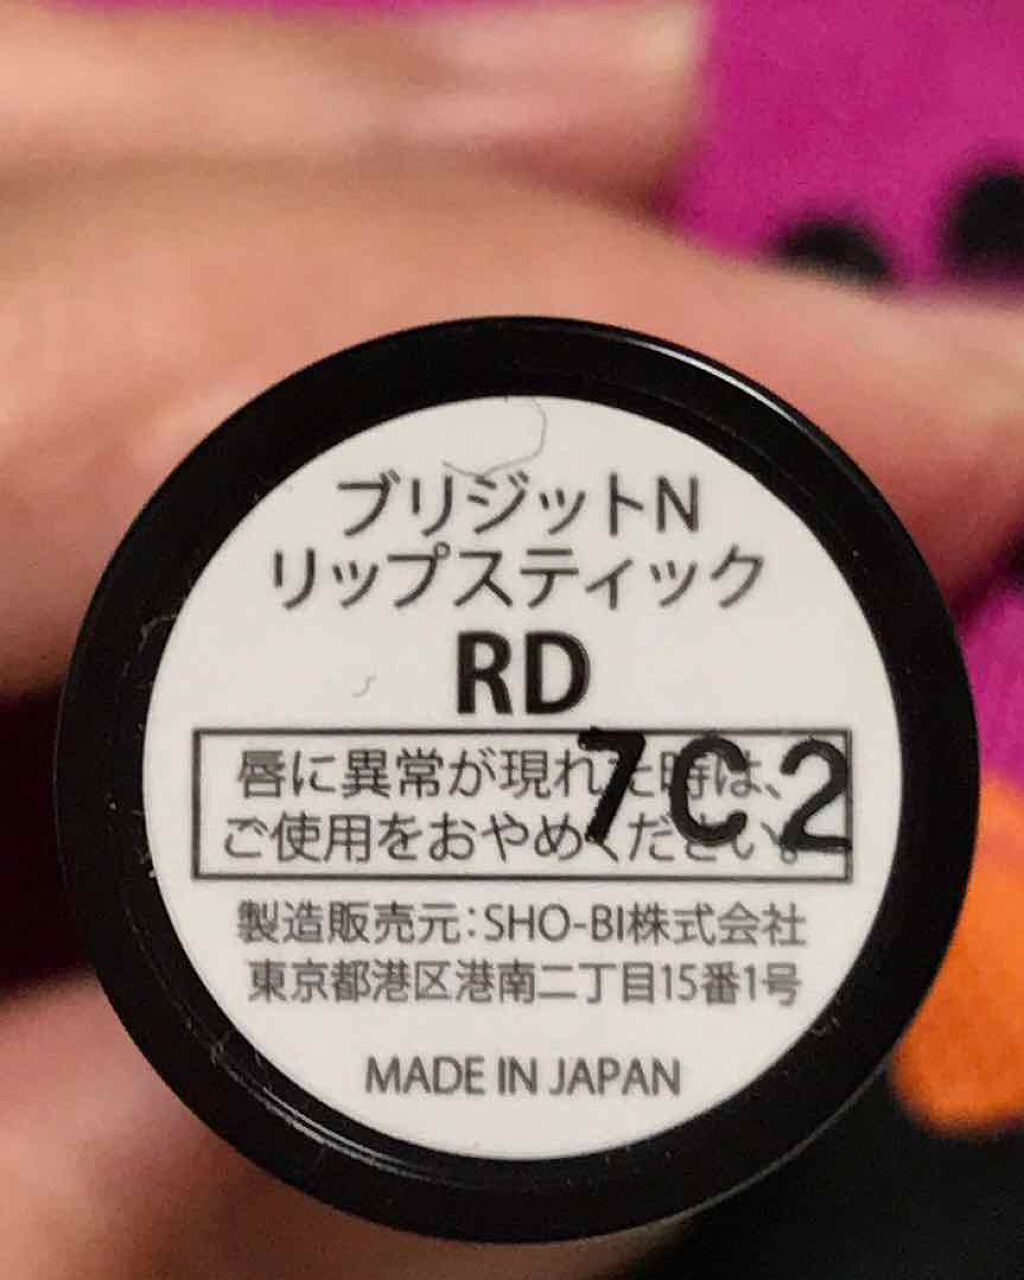 ブリジットN
リップスティック
RD
唇に異常が現れた時は、
ご使用をおやめください。
7C2
製造販売元:SHO-BI株式会社
東京都港区港南二丁目15番1号
MADE IN JAPAN